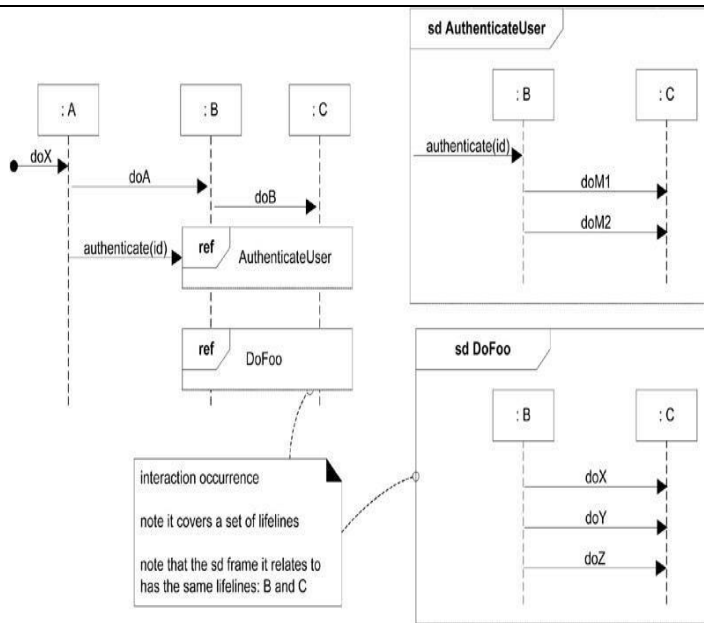 : A
: B
: C
doX
doA
doB
authenticate(id)
ref
AuthenticateUser
ref
DoFoo
interaction occurrence
note it covers a set of lifelines
note that the sd frame it relates to
has the same lifelines: B and C
sd AuthenticateUser
: B
: C
authenticate(id)
doM1
doM2
sd DoFoo
: B
: C
doX
doY
doZ